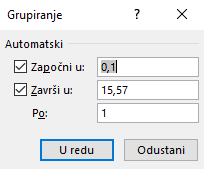 Grupiranje
Automatski
Započni u: 0,1
Završi u: 15,57
Po: 1
U redu Odustani